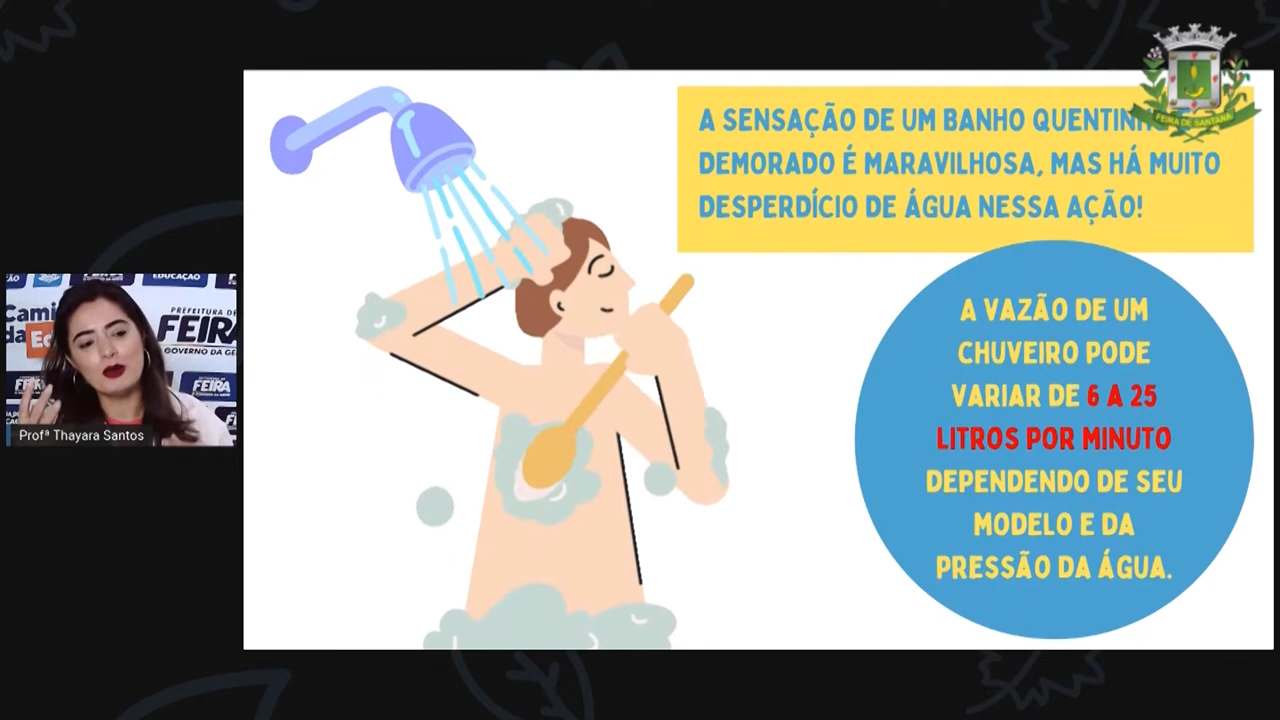 FEIRA DE SANTANA
A SENSAÇÃO DE UM BANHO QUENTINHO
DEMORADO É MARAVILHOSA, MAS HÁ MUITO
DESPERDÍCIO DE ÁGUA NESSA AÇÃO!
A VAZÃO DE UM
CHUVEIRO PODE
VARIAR DE 6 A 25
LITROS POR MINUTO
DEPENDENDO DE SEU
MODELO E DA
PRESSÃO DA ÁGUA.
EDUCAÇÃO
PREFEITURA DE
FEIRA
GOVERNO DA
FEIRA
Profª Thayara Santos